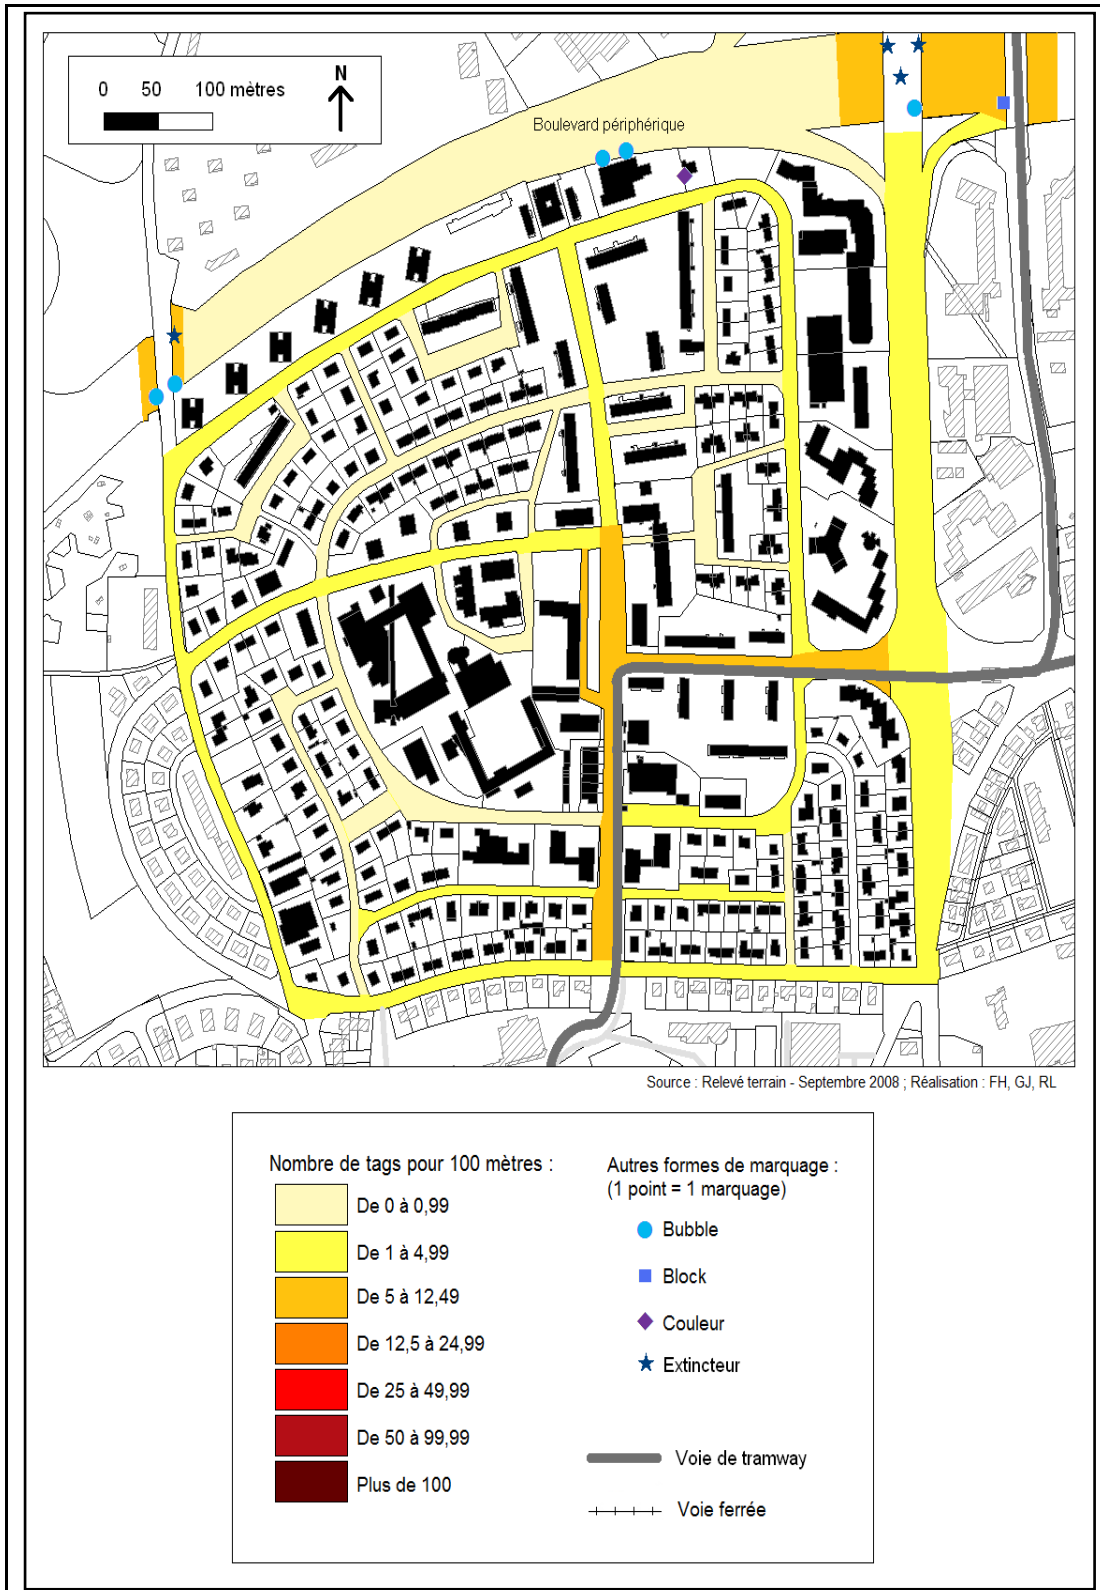 0 50 100 mètres
N
Boulevard périphérique
Source : Relevé terrain - Septembre 2008 ; Réalisation : FH, GJ, RL
Nombre de tags pour 100 mètres :
De 0 à 0,99
De 1 à 4,99
De 5 à 12,49
De 12,5 à 24,99
De 25 à 49,99
De 50 à 99,99
Plus de 100
Autres formes de marquage :
(1 point = 1 marquage)
Bubble
Block
Couleur
Extincteur
Voie de tramway
Voie ferrée